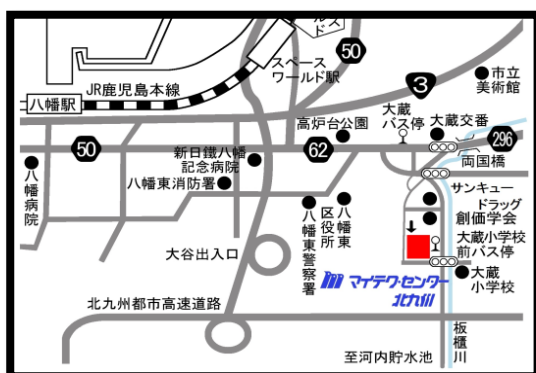 ールド
スペース
ワールド駅
50
3
市立
美術館
JR鹿児島本線
八幡駅
大蔵
バス停
大蔵交番
高炉台公園
296
50
新日鐵八幡
記念病院
62
両国橋
八幡東消防署
八幡病院
サンキュー
ドラッグ
創価学会
八幡東
区役所
八幡東警察署
大谷出入口
大蔵小学校
前バス停
大蔵
小学校
マイテク・センター
北九州
北九州都市高速道路
板櫃川
至河内貯水池